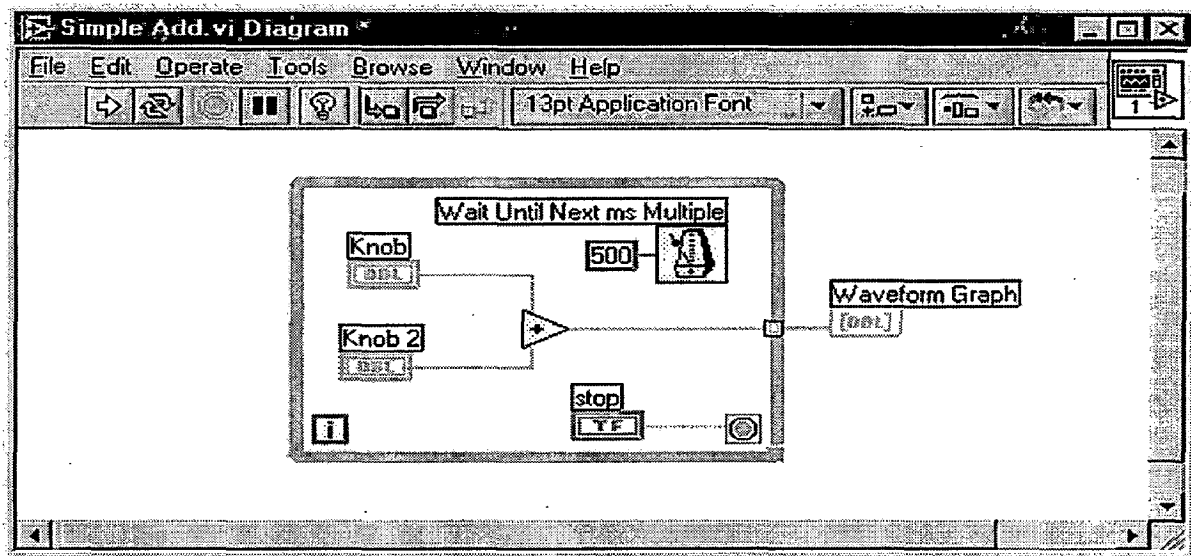 Simple Add.vi Diagram *
File Edit Operate Tools Browse Window Help
13pt Application Font
1
Wait Until Next ms Multiple
Knob
DBL
500
Waveform Graph
[DBL]
Knob 2
DBL
stop
TF
i